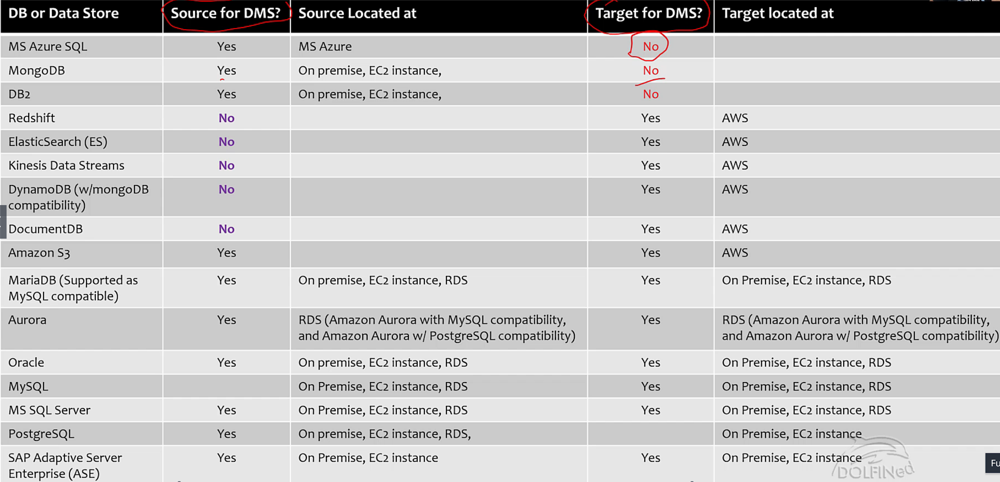 DB or Data Store Source for DMS? Source Located at Target for DMS? Target located at
MS Azure SQL Yes MS Azure No
MongoDB Yes On premise, EC2 instance, No
DB2 Yes On premise, EC2 instance, No
Redshift No Yes AWS
ElasticSearch (ES) No Yes AWS
Kinesis Data Streams No Yes AWS
DynamoDB (w/mongoDB No Yes AWS
compatibility)
DocumentDB No Yes AWS
Amazon S3 Yes Yes AWS
MariaDB (Supported as Yes On premise, EC2 instance, RDS Yes On Premise, EC2 instance, RDS
MySQL compatible)
Aurora Yes RDS (Amazon Aurora with MySQL compatibility, Yes RDS (Amazon Aurora with MySQL compatibility,
and Amazon Aurora w/ PostgreSQL compatibility) and Amazon Aurora w/ PostgreSQL compatibility)
Oracle Yes On premise, EC2 instance, RDS Yes On Premise, EC2 instance, RDS
MySQL On Premise, EC2 instance, RDS Yes On Premise, EC2 instance, RDS
MS SQL Server Yes On Premise, EC2 instance, RDS Yes On Premise, EC2 instance, RDS
PostgreSQL Yes On premise, EC2 instance, RDS, On Premise, EC2 instance
SAP Adaptive Server Yes On Premise, EC2 instance Yes On Premise, EC2 instance
Enterprise (ASE)
DOLFINed
Fu